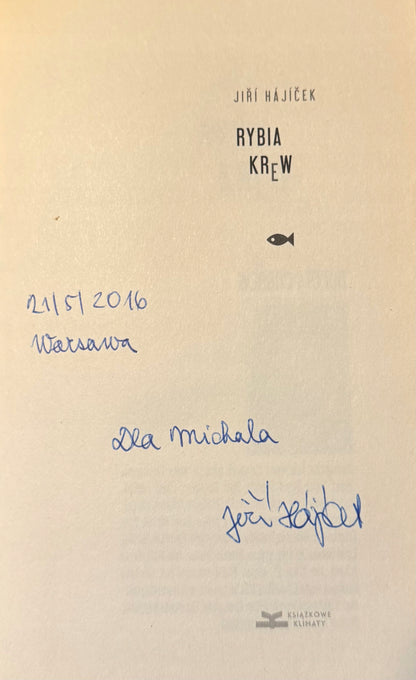 JIŘÍ HÁJÍČEK
RYBIA
KREW
21/5/2016
Warsawa
Dla Michala
Jiří Hájíček
KSIĄŻKOWE
KLIMATY